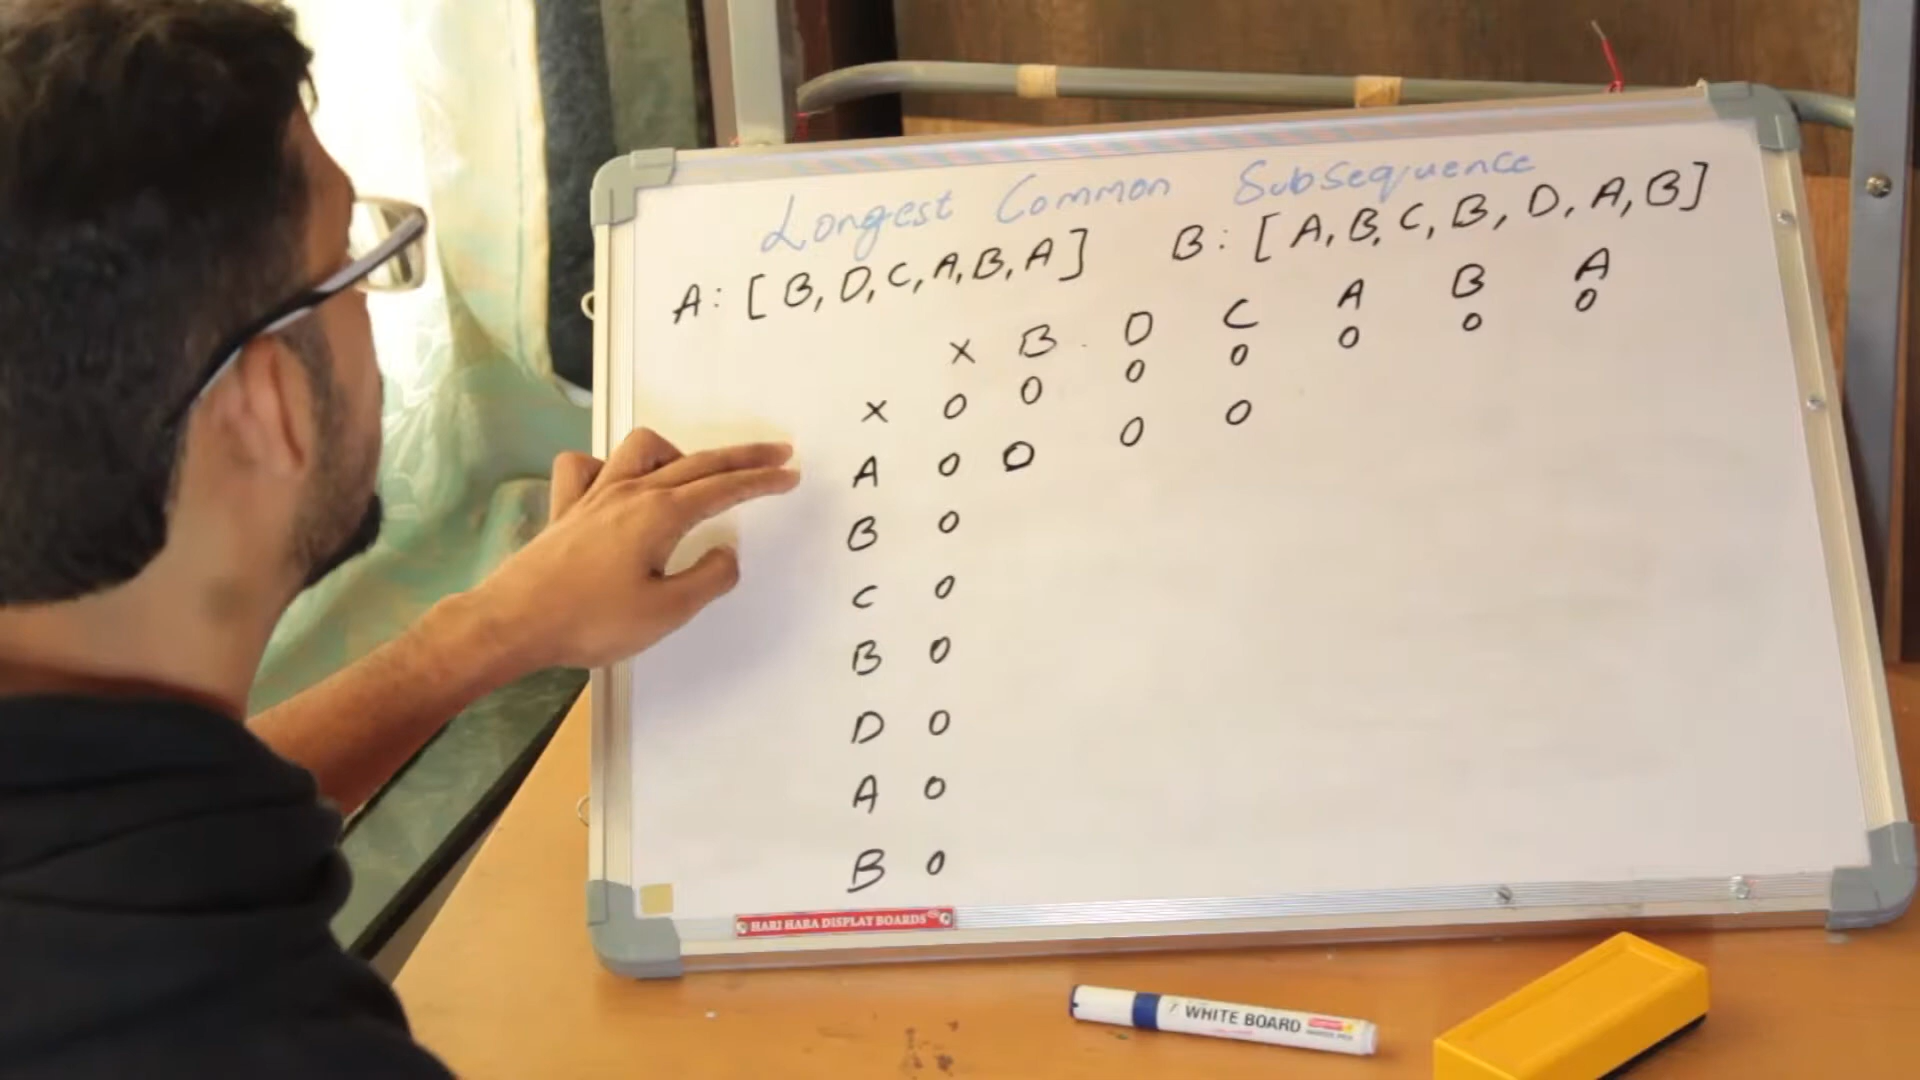 Longest Common Subsequence
A: [B, D, C, A, B, A] B: [A, B, C, B, D, A, B]
X B D C A B A
X 0 0 0 0 0 0 0
A 0 0 0 0
B 0
C 0
B 0
D 0
A 0
B 0
HARI HARA DISPLAY BOARDS
WHITE BOARD